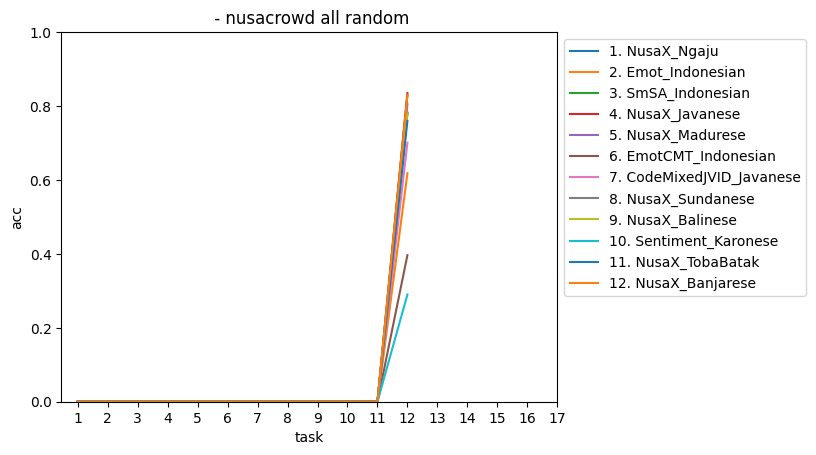 - nusacrowd all random
1.0
0.8
0.6
0.4
0.2
0.0
acc
1 2 3 4 5 6 7 8 9 10 11 12 13 14 15 16 17
task
1. NusaX_Ngaju
2. Emot_Indonesian
3. SmSA_Indonesian
4. NusaX_Javanese
5. NusaX_Madurese
6. EmotCMT_Indonesian
7. CodeMixedJVID_Javanese
8. NusaX_Sundanese
9. NusaX_Balinese
10. Sentiment_Karonese
11. NusaX_TobaBatak
12. NusaX_Banjarese